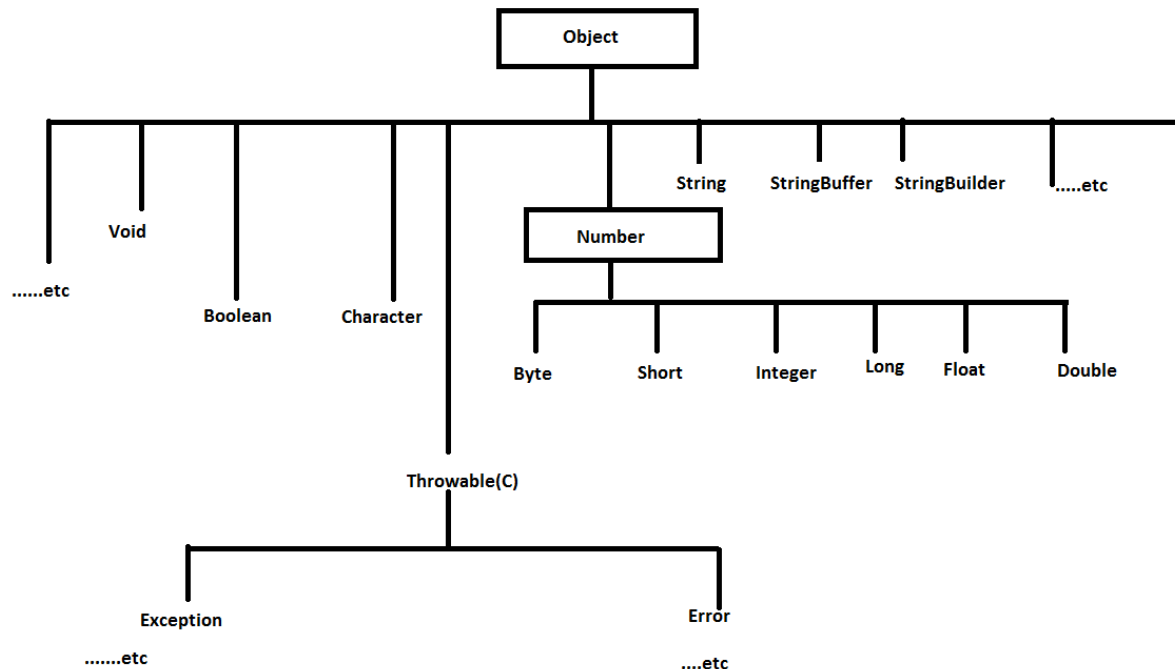 Object
String
StringBuffer
StringBuilder
.....etc
Void
Number
......etc
Boolean
Character
Byte
Short
Integer
Long
Float
Double
Throwable(C)
Exception
Error
.......etc
....etc